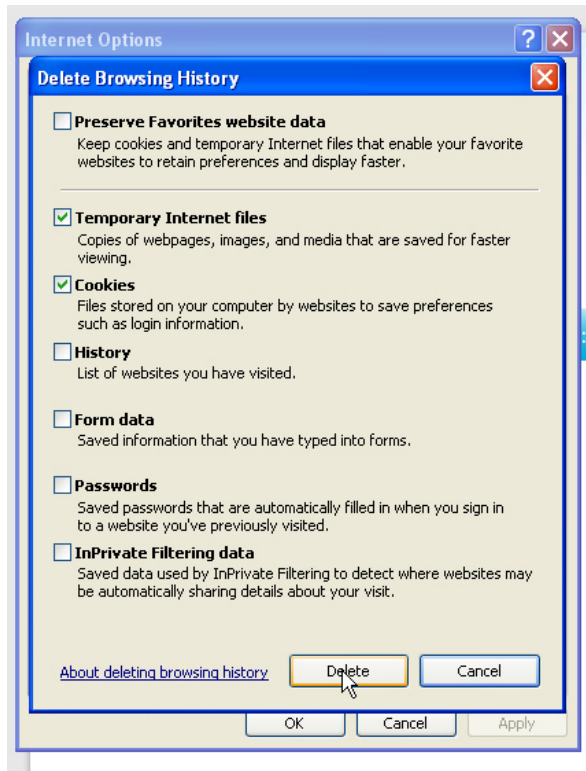 Internet Options
Delete Browsing History
Preserve Favorites website data
Keep cookies and temporary Internet files that enable your favorite
websites to retain preferences and display faster.
Temporary Internet files
Copies of webpages, images, and media that are saved for faster
viewing.
Cookies
Files stored on your computer by websites to save preferences
such as login information.
History
List of websites you have visited.
Form data
Saved information that you have typed into forms.
Passwords
Saved passwords that are automatically filled in when you sign in
to a website you've previously visited.
InPrivate Filtering data
Saved data used by InPrivate Filtering to detect where websites may
be automatically sharing details about your visit.
About deleting browsing history Delete Cancel
OK Cancel Apply